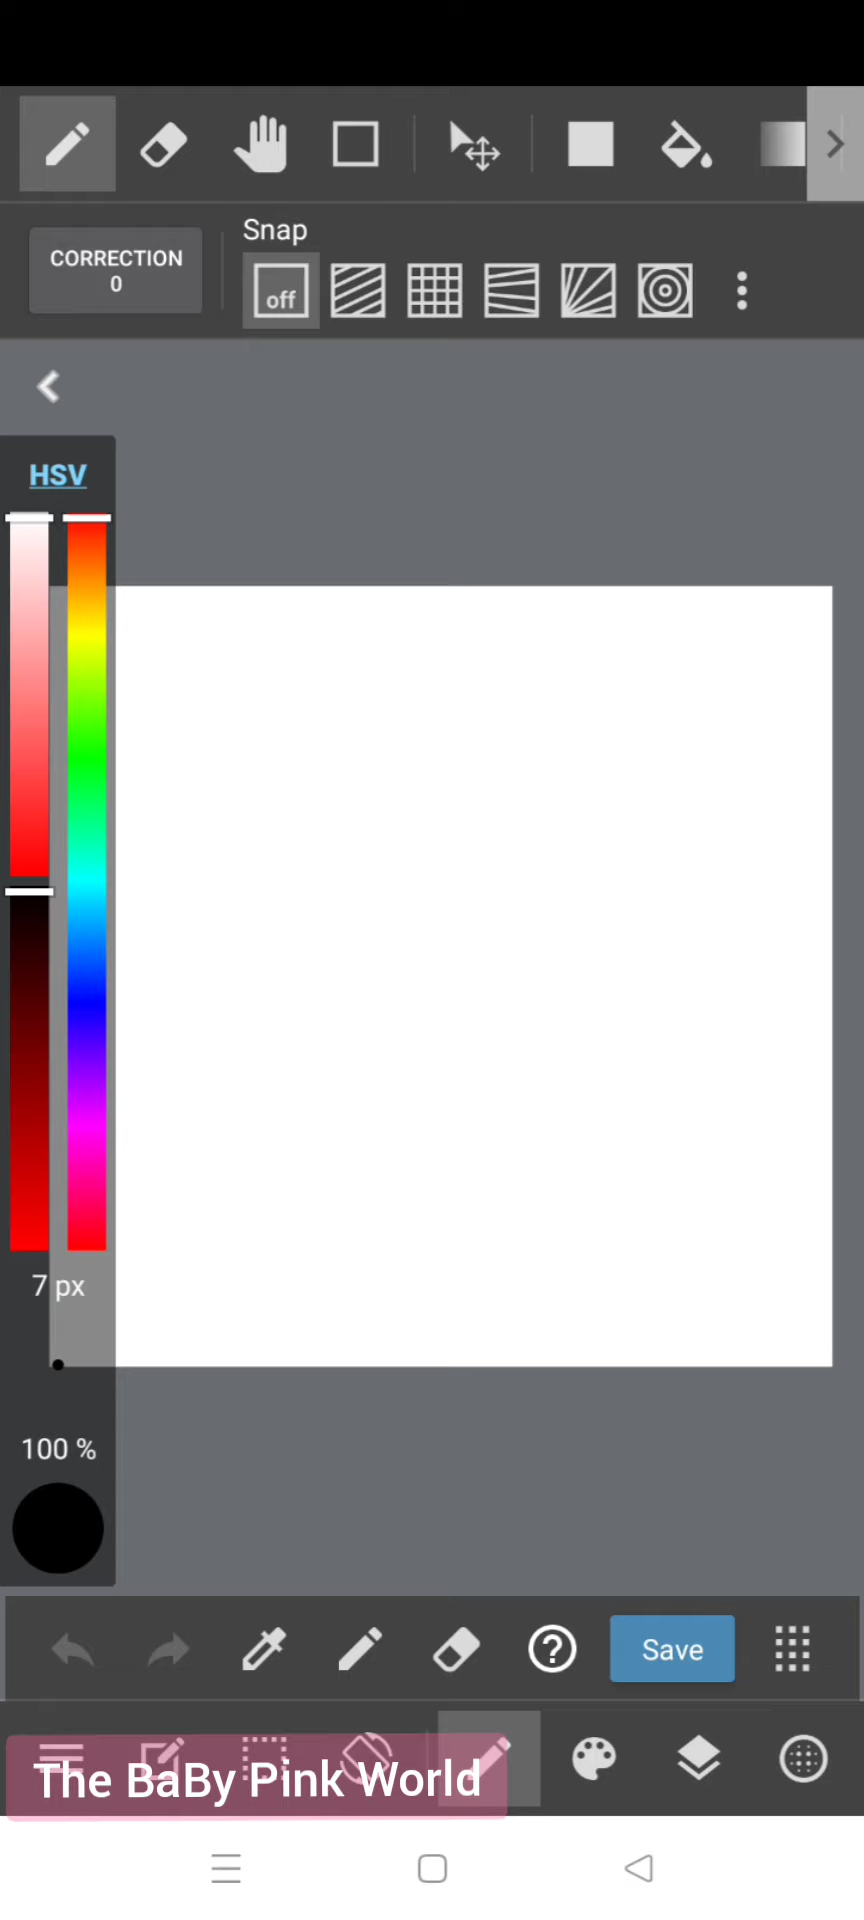 CORRECTION
0
Snap
off
HSV
7 px
100 %
Save
The BaBy Pink World